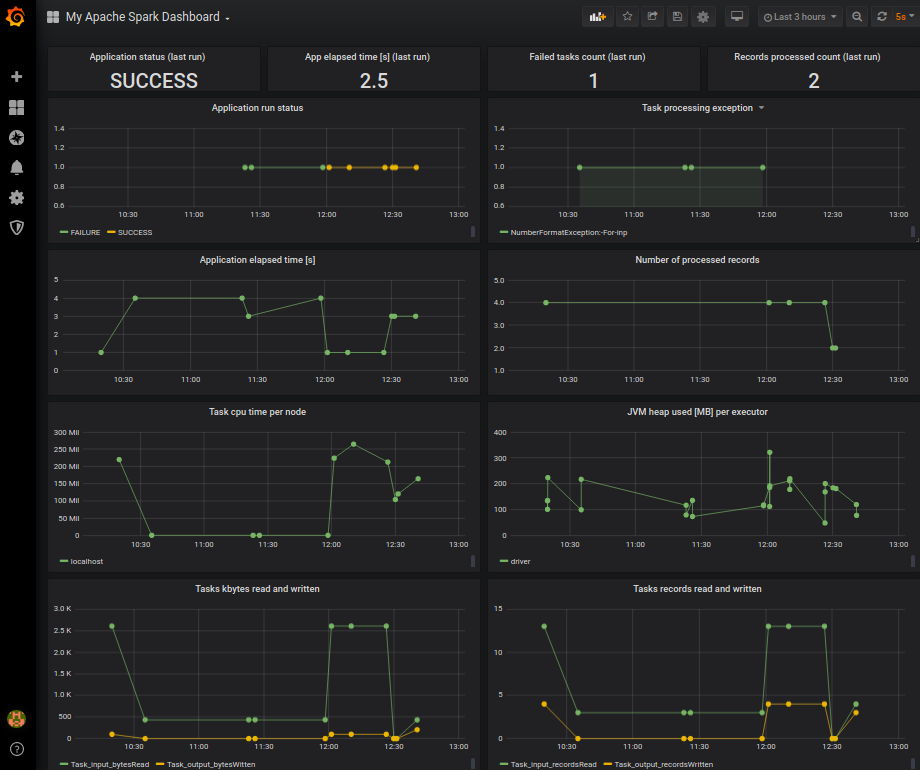 My Apache Spark Dashboard
Last 3 hours
5s
Application status (last run)
SUCCESS
App elapsed time [s] (last run)
2.5
Failed tasks count (last run)
1
Records processed count (last run)
2
Application run status
1.4
1.2
1.0
0.8
0.6
10:30 11:00 11:30 12:00 12:30 13:00
FAILURE SUCCESS
Task processing exception
1.4
1.2
1.0
0.8
0.6
10:30 11:00 11:30 12:00 12:30 13:00
NumberFormatException:-For-inp
Application elapsed time [s]
5
4
3
2
1
0
10:30 11:00 11:30 12:00 12:30 13:00
Number of processed records
5.0
4.0
3.0
2.0
1.0
10:30 11:00 11:30 12:00 12:30 13:00
Task cpu time per node
300 Mil
250 Mil
200 Mil
150 Mil
100 Mil
50 Mil
0
10:30 11:00 11:30 12:00 12:30 13:00
localhost
JVM heap used [MB] per executor
400
300
200
100
0
10:30 11:00 11:30 12:00 12:30 13:00
driver
Tasks kbytes read and written
3.0 K
2.5 K
2.0 K
1.5 K
1.0 K
500
0
10:30 11:00 11:30 12:00 12:30 13:00
Task_input_bytesRead Task_output_bytesWitten
Tasks records read and written
15
10
5
0
10:30 11:00 11:30 12:00 12:30 13:00
Task_input_recordsRead Task_output_recordsWritten